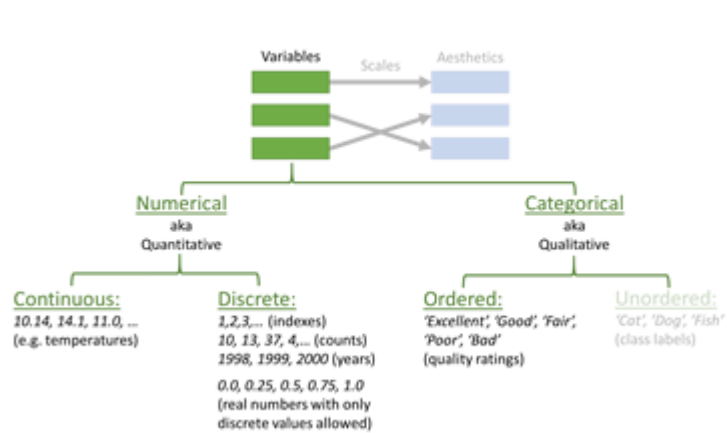 Variables
Scales
Aesthetics
Numerical
aka
Quantitative
Categorical
aka
Qualitative
Continuous:
10.14, 14.1, 11.0, ...
(e.g. temperatures)
Discrete:
1,2,3,... (indexes)
10, 13, 37, 4,... (counts)
1998, 1999, 2000 (years)
0.0, 0.25, 0.5, 0.75, 1.0
(real numbers with only
discrete values allowed)
Ordered:
‘Excellent’, ‘Good’, ‘Fair’,
‘Poor’, ‘Bad’
(quality ratings)
Unordered:
‘Cat’, ‘Dog’, ‘Fish’
(class labels)